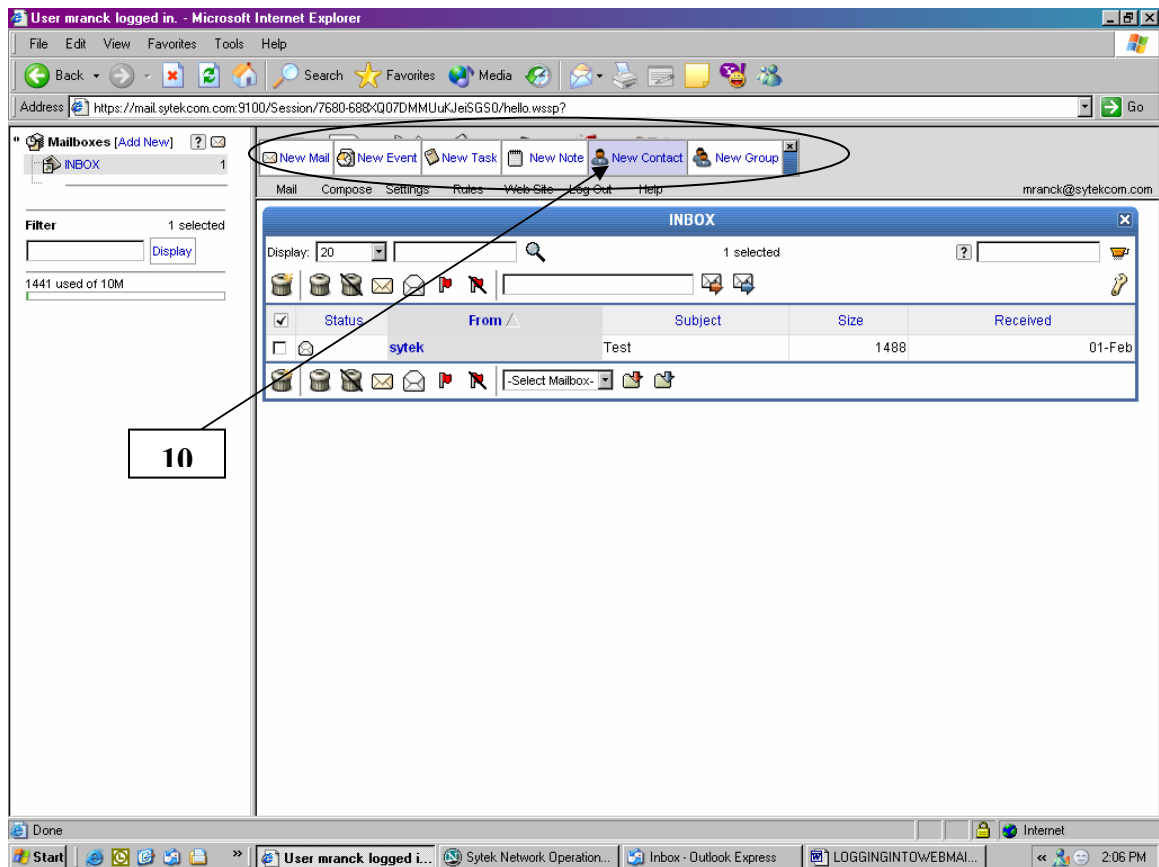 User mranck logged in. - Microsoft Internet Explorer
File Edit View Favorites Tools Help
Back Search Favorites Media
Address https://mail.sytekcom.com:9100/Session/7680-688XQ07DMMUuKJeiSGS0/hello.wssp? Go
Mailboxes [Add New] ?
INBOX 1
Filter 1 selected
Display
1441 used of 10M
New Mail New Event New Task New Note New Contact New Group
Mail Compose Settings Rules Web Site Log Out Help mranck@sytekcom.com
INBOX
Display: 20 1 selected ?
Status From Subject Size Received
sytek Test 1488 01-Feb
-Select Mailbox-
10
Done Internet
Start » User mranck logged i... Sytek Network Operation... Inbox - Outlook Express LOGGINGINTOWEBMAI... « 2:06 PM